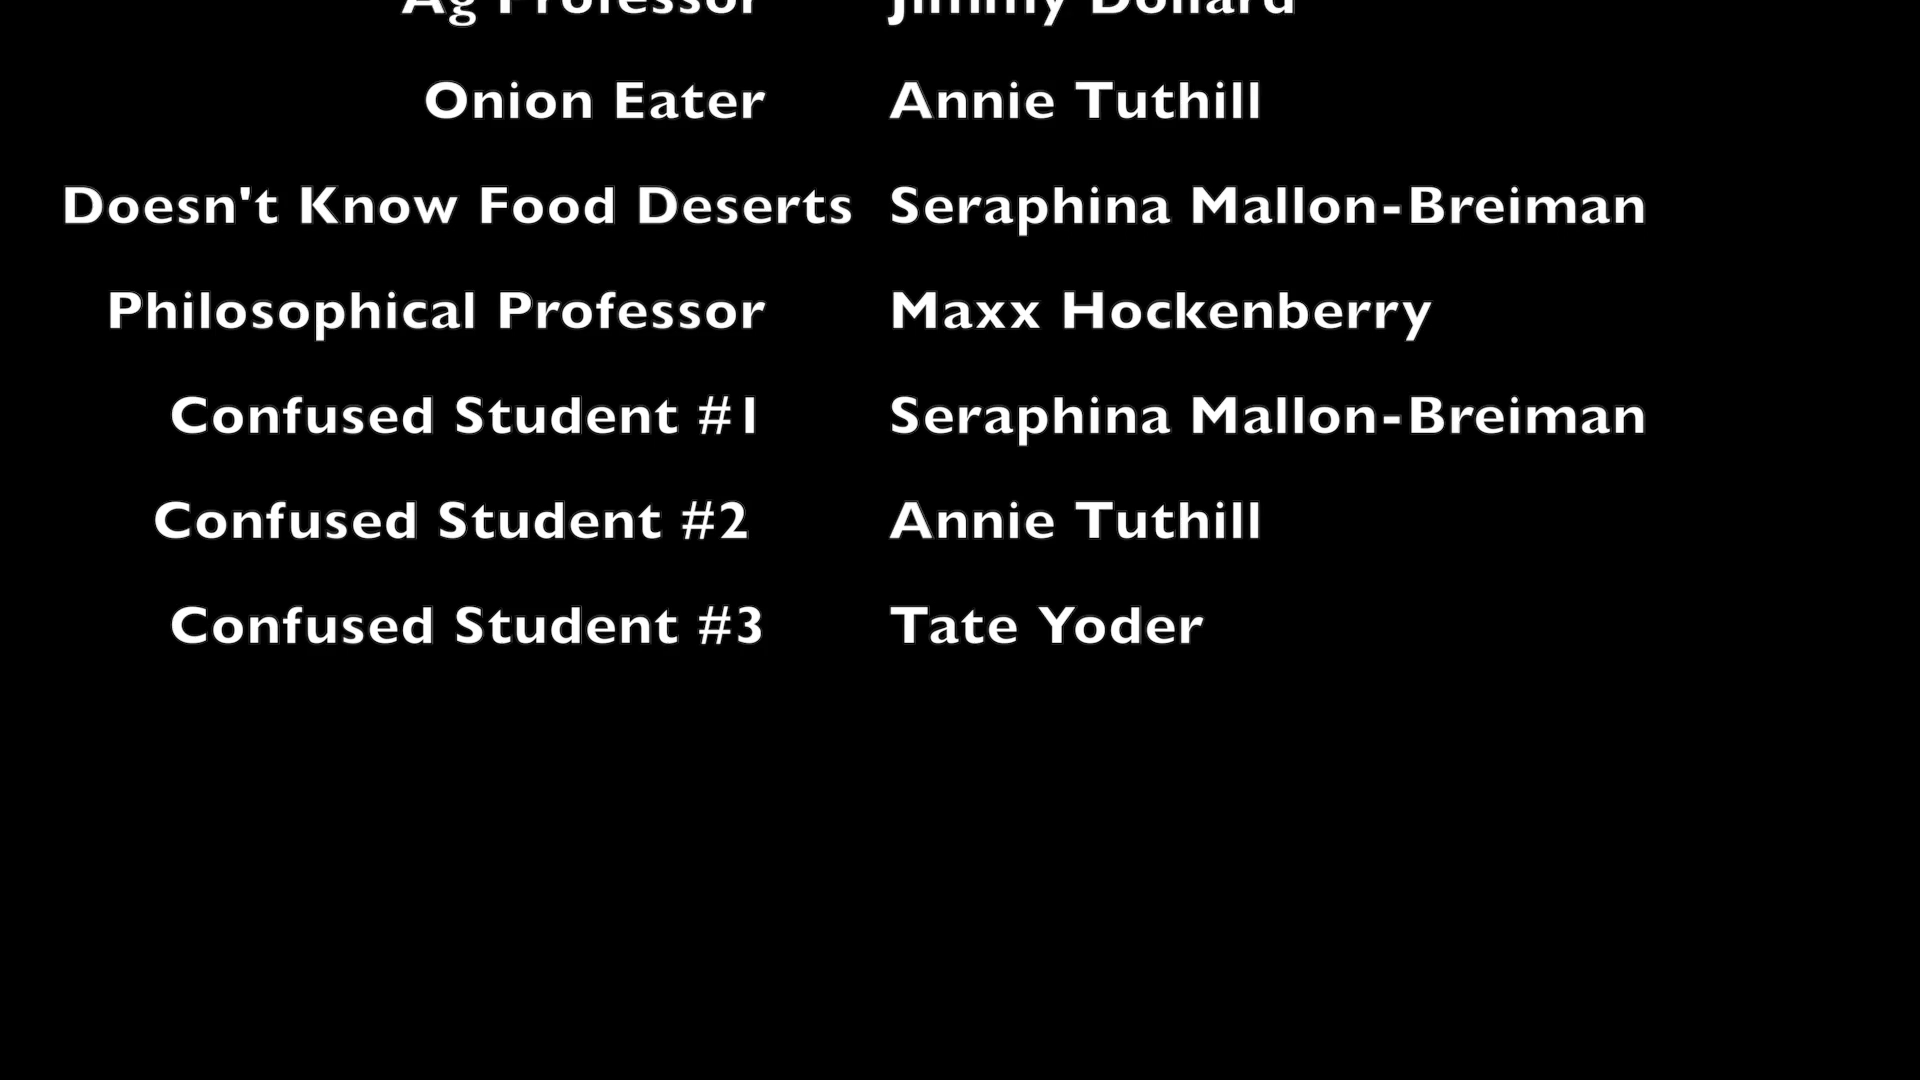 Ag Professor Jimmy Dollard
Onion Eater Annie Tuthill
Doesn't Know Food Deserts Seraphina Mallon-Breiman
Philosophical Professor Maxx Hockenberry
Confused Student #1 Seraphina Mallon-Breiman
Confused Student #2 Annie Tuthill
Confused Student #3 Tate Yoder